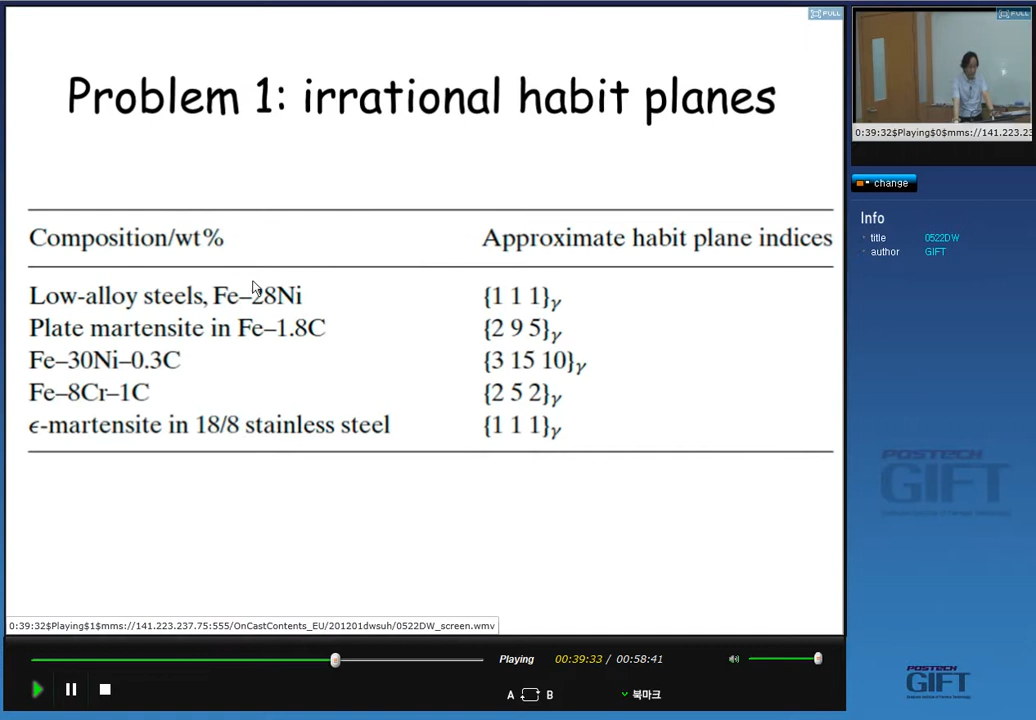 FULL
FULL
Problem 1: irrational habit planes
Composition/wt% Approximate habit plane indices
Low-alloy steels, Fe–28Ni {1 1 1}γ
Plate martensite in Fe–1.8C {2 9 5}γ
Fe–30Ni–0.3C {3 15 10}γ
Fe–8Cr–1C {2 5 2}γ
ϵ-martensite in 18/8 stainless steel {1 1 1}γ
0:39:32$Playing$0$mms://141.223.23
change
Info
title 0522DW
author GIFT
POSTECH
GIFT
0:39:32$Playing$1$mms://141.223.237.75:555/OnCastContents_EU/201201dwsuh/0522DW_screen.wmv
Playing 00:39:33 / 00:58:41
A B 북마크
POSTECH
GIFT